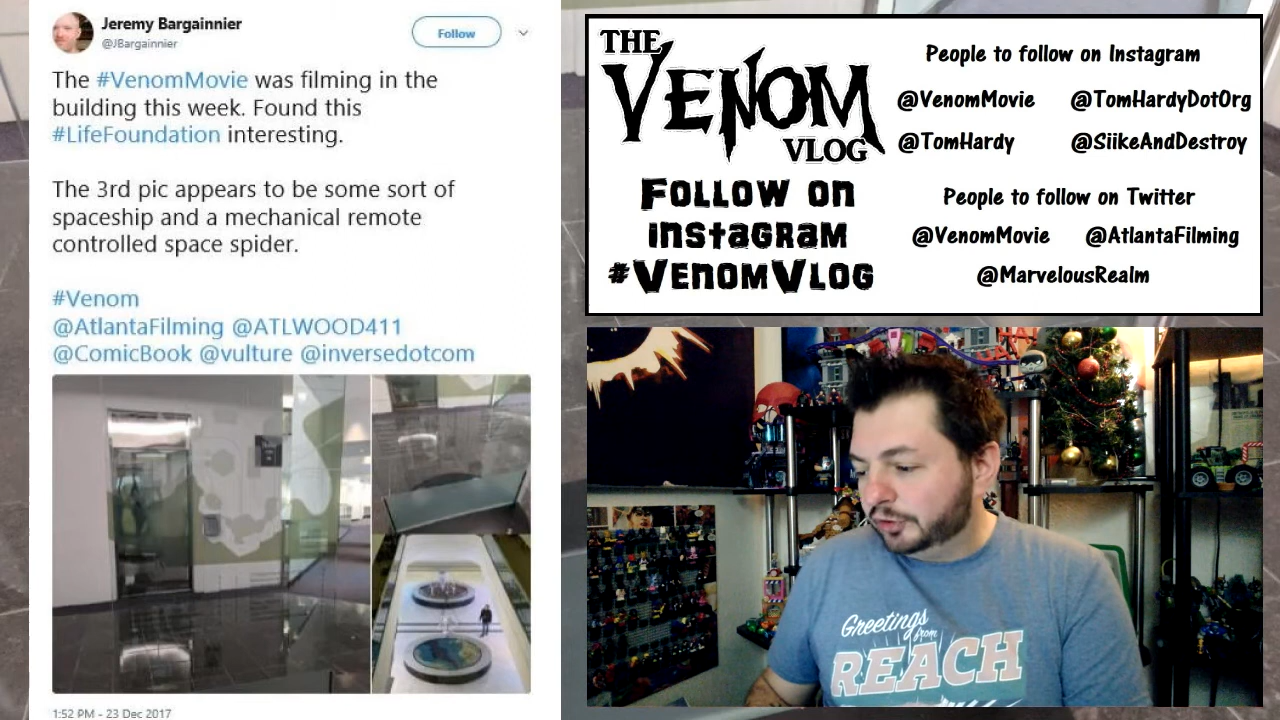 Jeremy Bargainnier
@JBargainnier
Follow
The #VenomMovie was filming in the
building this week. Found this
#LifeFoundation interesting.
The 3rd pic appears to be some sort of
spaceship and a mechanical remote
controlled space spider.
#Venom
@AtlantaFilming @ATLWOOD411
@ComicBook @vulture @inversedotcom
1:52 PM - 23 Dec 2017
THE
VENOM
VLOG
FOLLOW ON
INSTAGRAM
#VENOMVLOG
People to follow on Instagram
@VenomMovie @TomHardyDotOrg
@TomHardy @SiikeAndDestroy
People to follow on Twitter
@VenomMovie @AtlantaFilming
@MarvelousRealm
Greetings
from
REACH